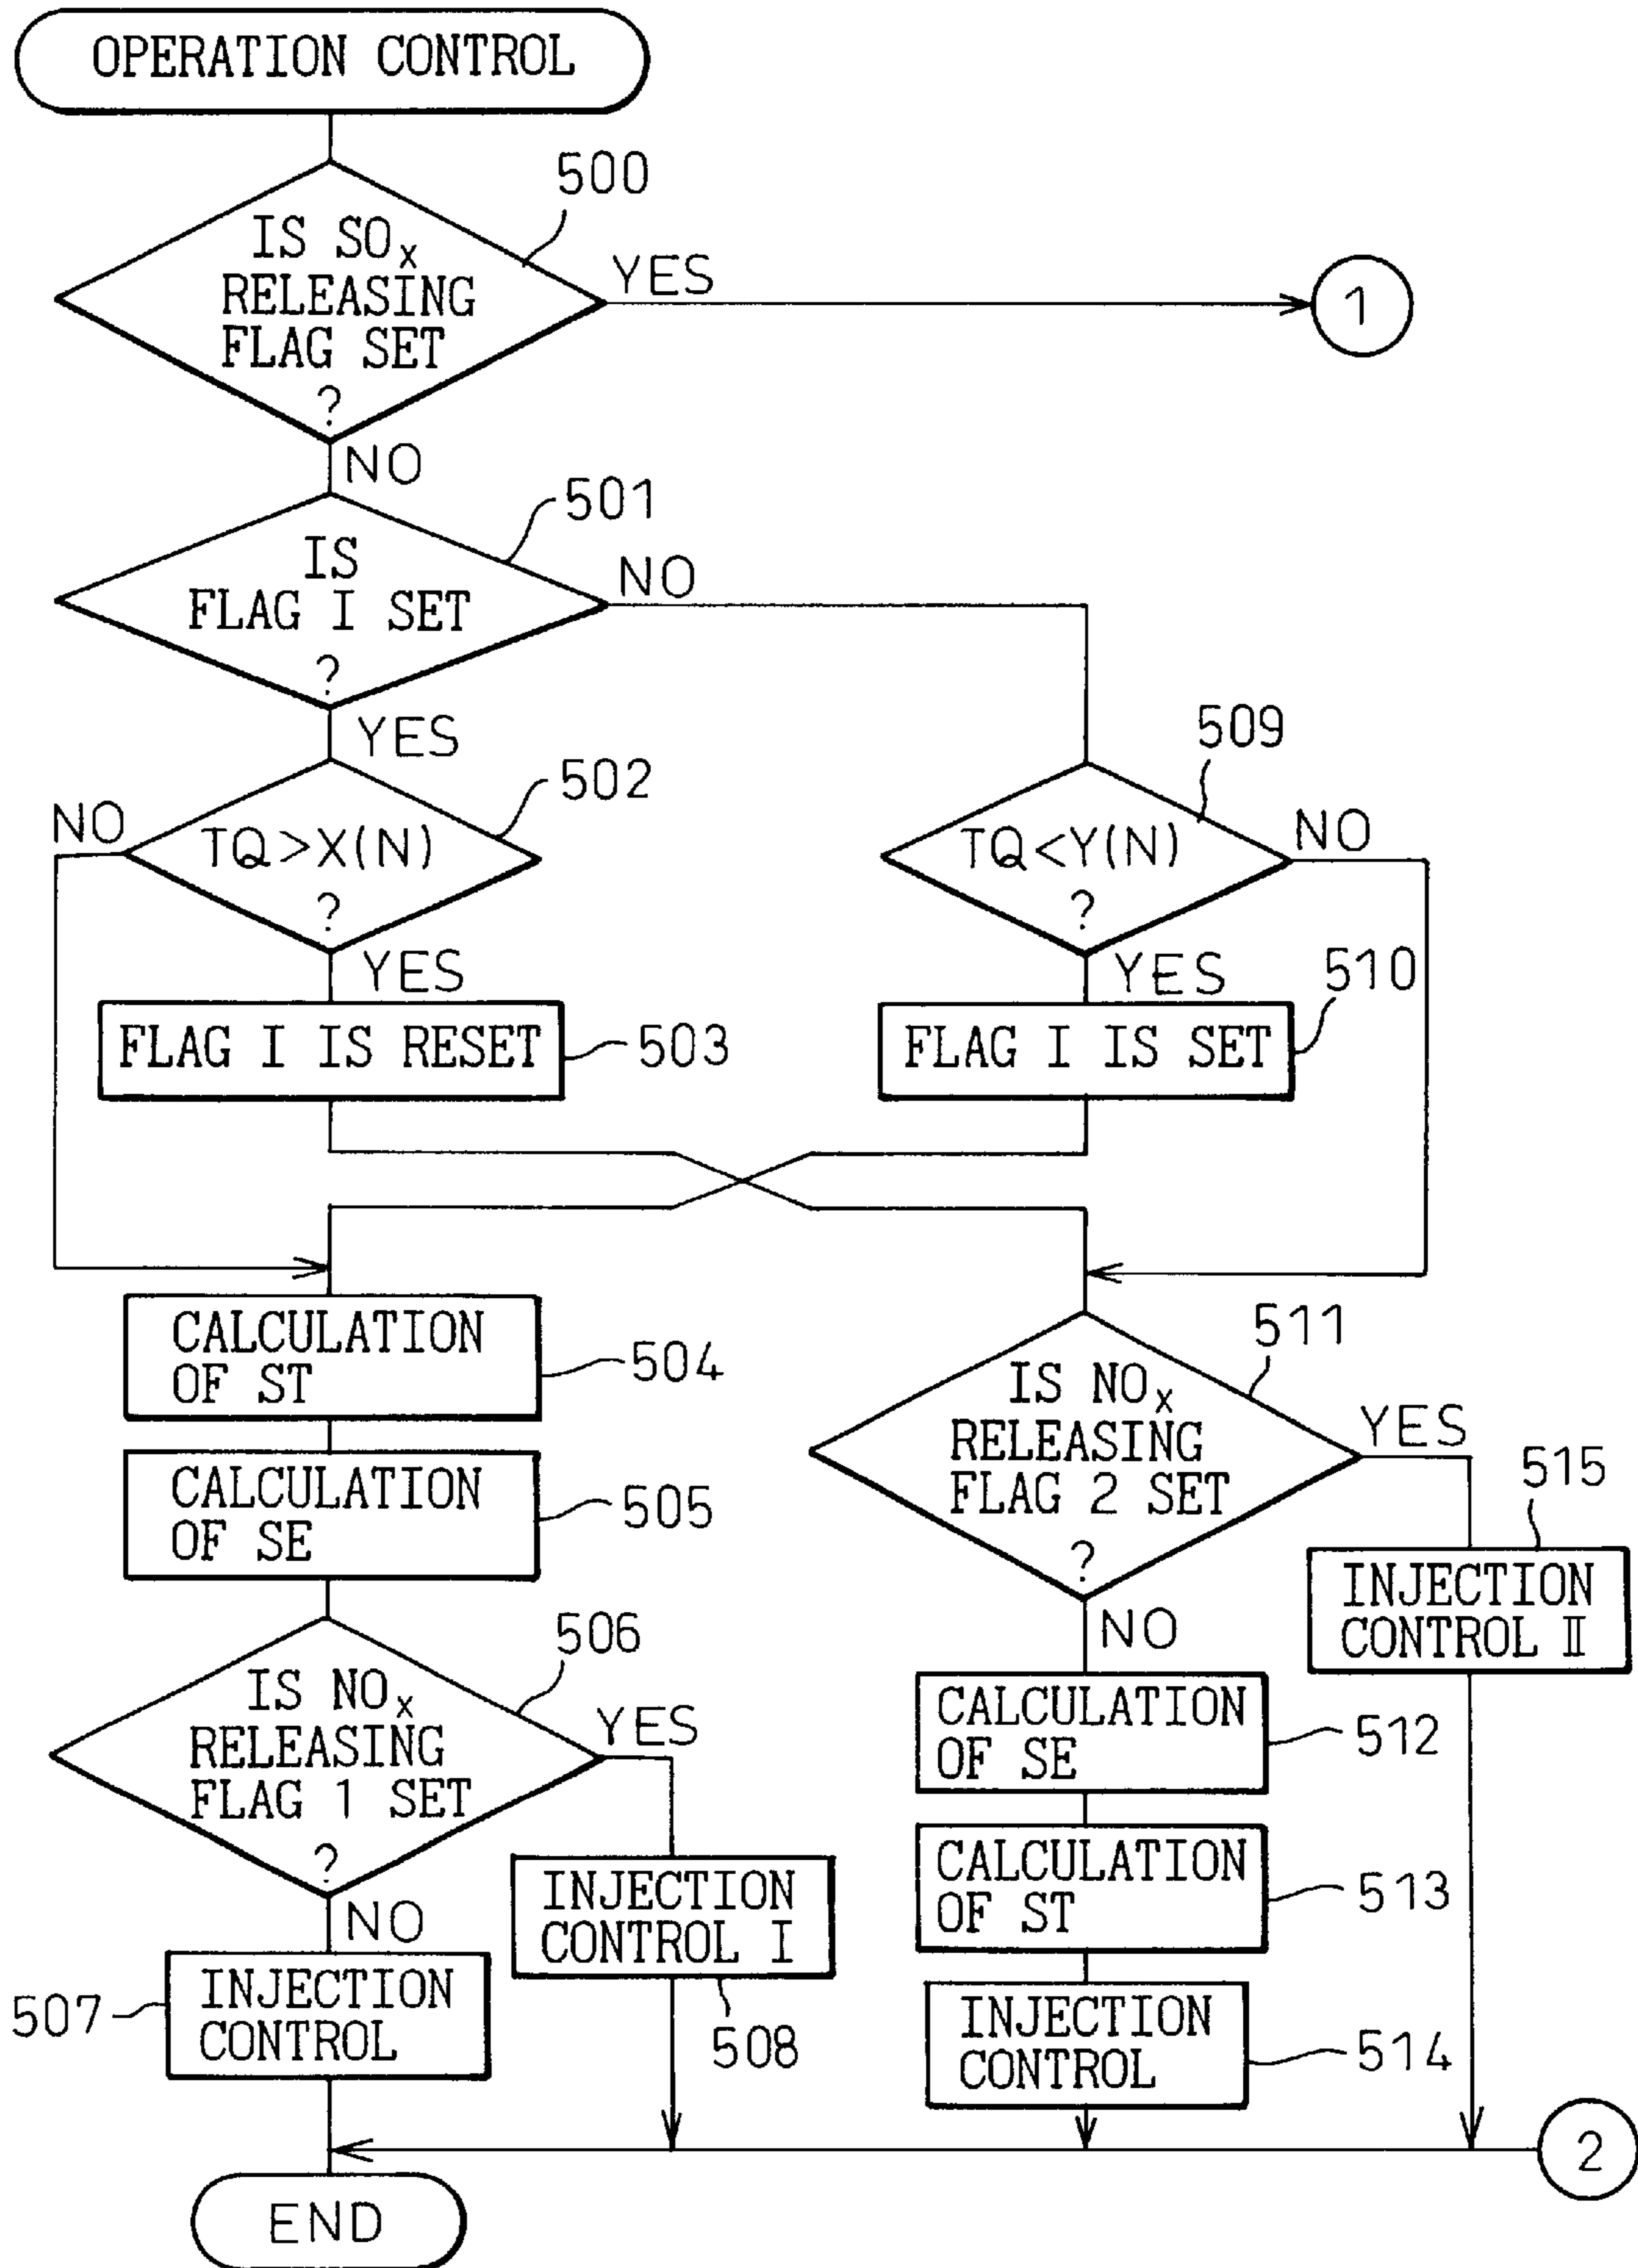 OPERATION CONTROL
500
IS SOx
RELEASING
FLAG SET
?
YES
1
NO
501
IS
FLAG I SET
?
NO
YES
502
NO
TQ>X(N)
?
YES
509
TQ<Y(N)
?
NO
YES
510
FLAG I IS RESET
503
FLAG I IS SET
CALCULATION
OF ST
504
CALCULATION
OF SE
505
511
IS NOx
RELEASING
FLAG 2 SET
?
YES
515
INJECTION
CONTROL II
NO
506
IS NOx
RELEASING
FLAG 1 SET
?
YES
NO
INJECTION
CONTROL I
508
507
INJECTION
CONTROL
CALCULATION
OF SE
512
CALCULATION
OF ST
513
INJECTION
CONTROL
514
2
END